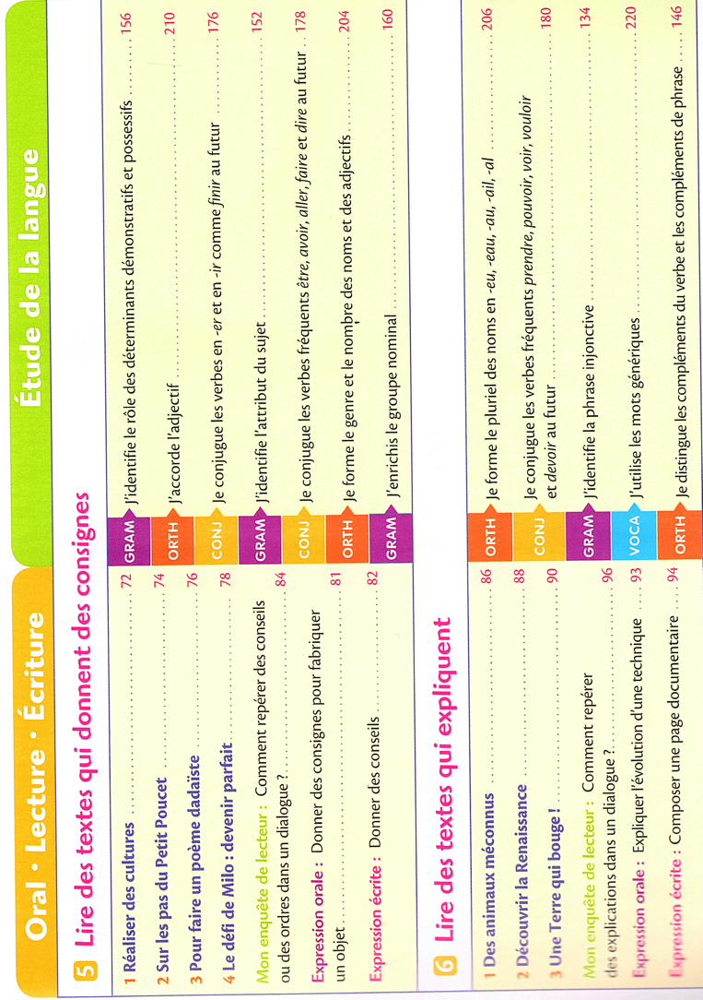 Oral • Lecture • Écriture
Étude de la langue
5 Lire des textes qui donnent des consignes
1 Réaliser des cultures 72
2 Sur les pas du Petit Poucet 74
3 Pour faire un poème dadaïste 76
4 Le défi de Milo : devenir parfait 78
Mon enquête de lecteur : Comment repérer des conseils
ou des ordres dans un dialogue ? 84
Expression orale : Donner des consignes pour fabriquer
un objet 81
Expression écrite : Donner des conseils 82
GRAM J'identifie le rôle des déterminants démonstratifs et possessifs 156
ORTH J'accorde l'adjectif 210
CONJ Je conjugue les verbes en -er et en -ir comme finir au futur 176
GRAM J'identifie l'attribut du sujet 152
CONJ Je conjugue les verbes fréquents être, avoir, aller, faire et dire au futur 178
ORTH Je forme le genre et le nombre des noms et des adjectifs 204
GRAM J'enrichis le groupe nominal 160
6 Lire des textes qui expliquent
1 Des animaux méconnus 86
2 Découvrir la Renaissance 88
3 Une Terre qui bouge ! 90
Mon enquête de lecteur : Comment repérer
des explications dans un dialogue ? 96
Expression orale : Expliquer l'évolution d'une technique 93
Expression écrite : Composer une page documentaire 94
ORTH Je forme le pluriel des noms en -eu, -eau, -au, -ail, -al 206
CONJ Je conjugue les verbes fréquents prendre, pouvoir, voir, vouloir
et devoir au futur 180
GRAM J'identifie la phrase injonctive 134
VOCA J'utilise les mots génériques 220
ORTH Je distingue les compléments du verbe et les compléments de phrase 146